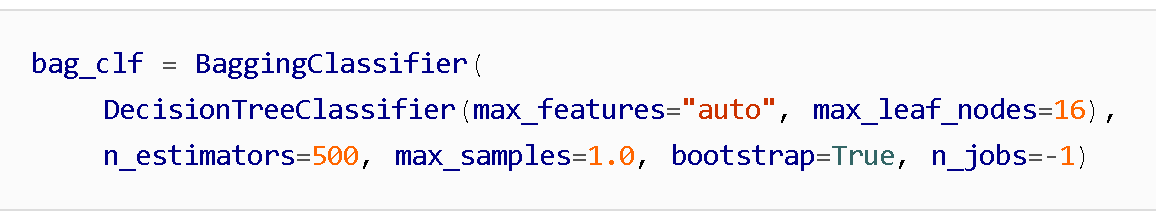 bag_clf = BaggingClassifier(
    DecisionTreeClassifier(max_features="auto", max_leaf_nodes=16),
    n_estimators=500, max_samples=1.0, bootstrap=True, n_jobs=-1)